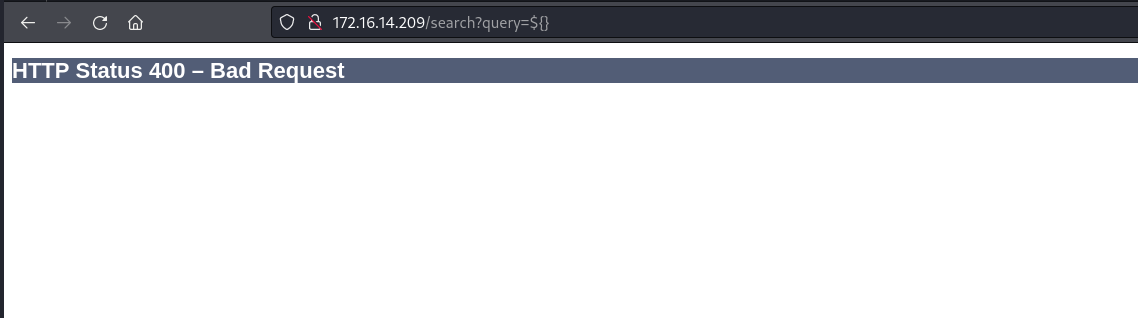 172.16.14.209/search?query=${}
HTTP Status 400 – Bad Request